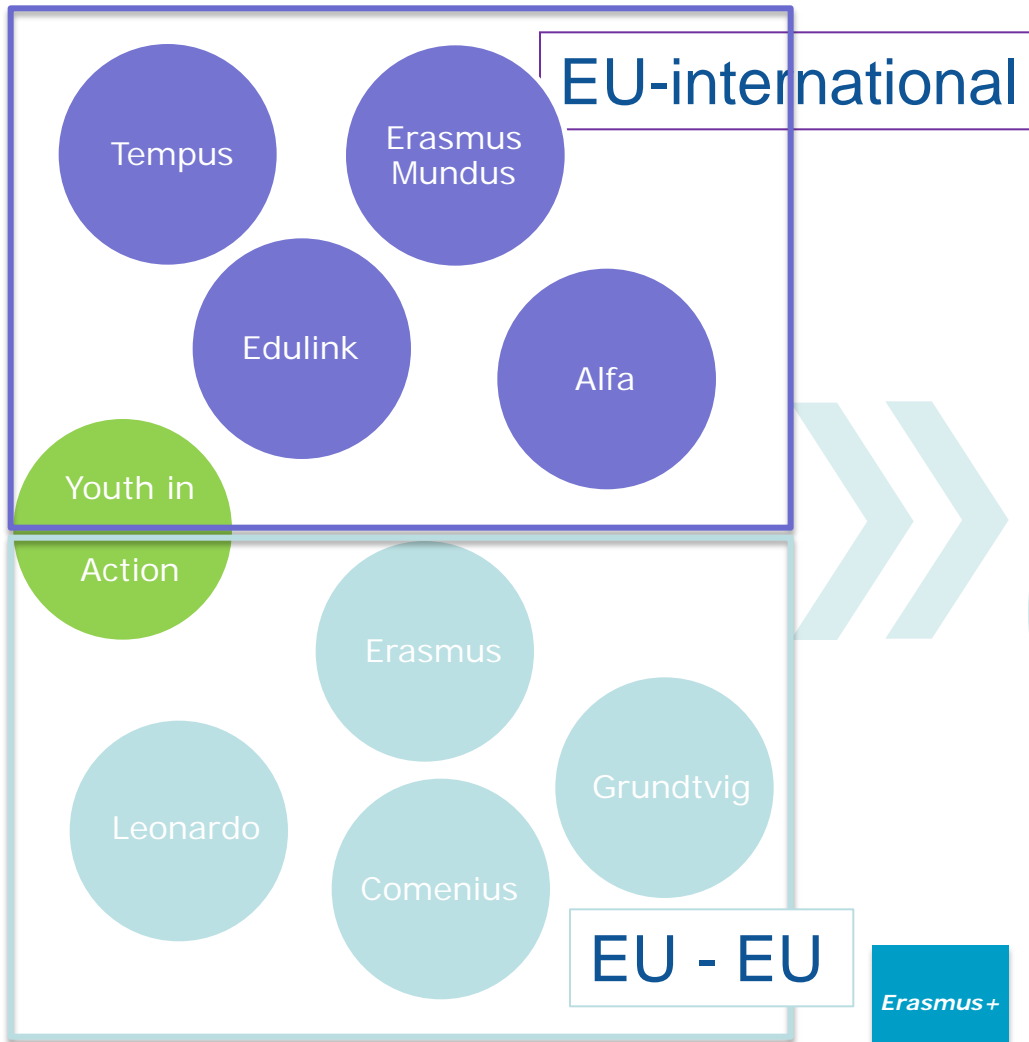 EU-international
Tempus
Erasmus
Mundus
Edulink
Alfa
Youth in
Action
Erasmus
Grundtvig
Leonardo
Comenius
EU - EU
Erasmus+